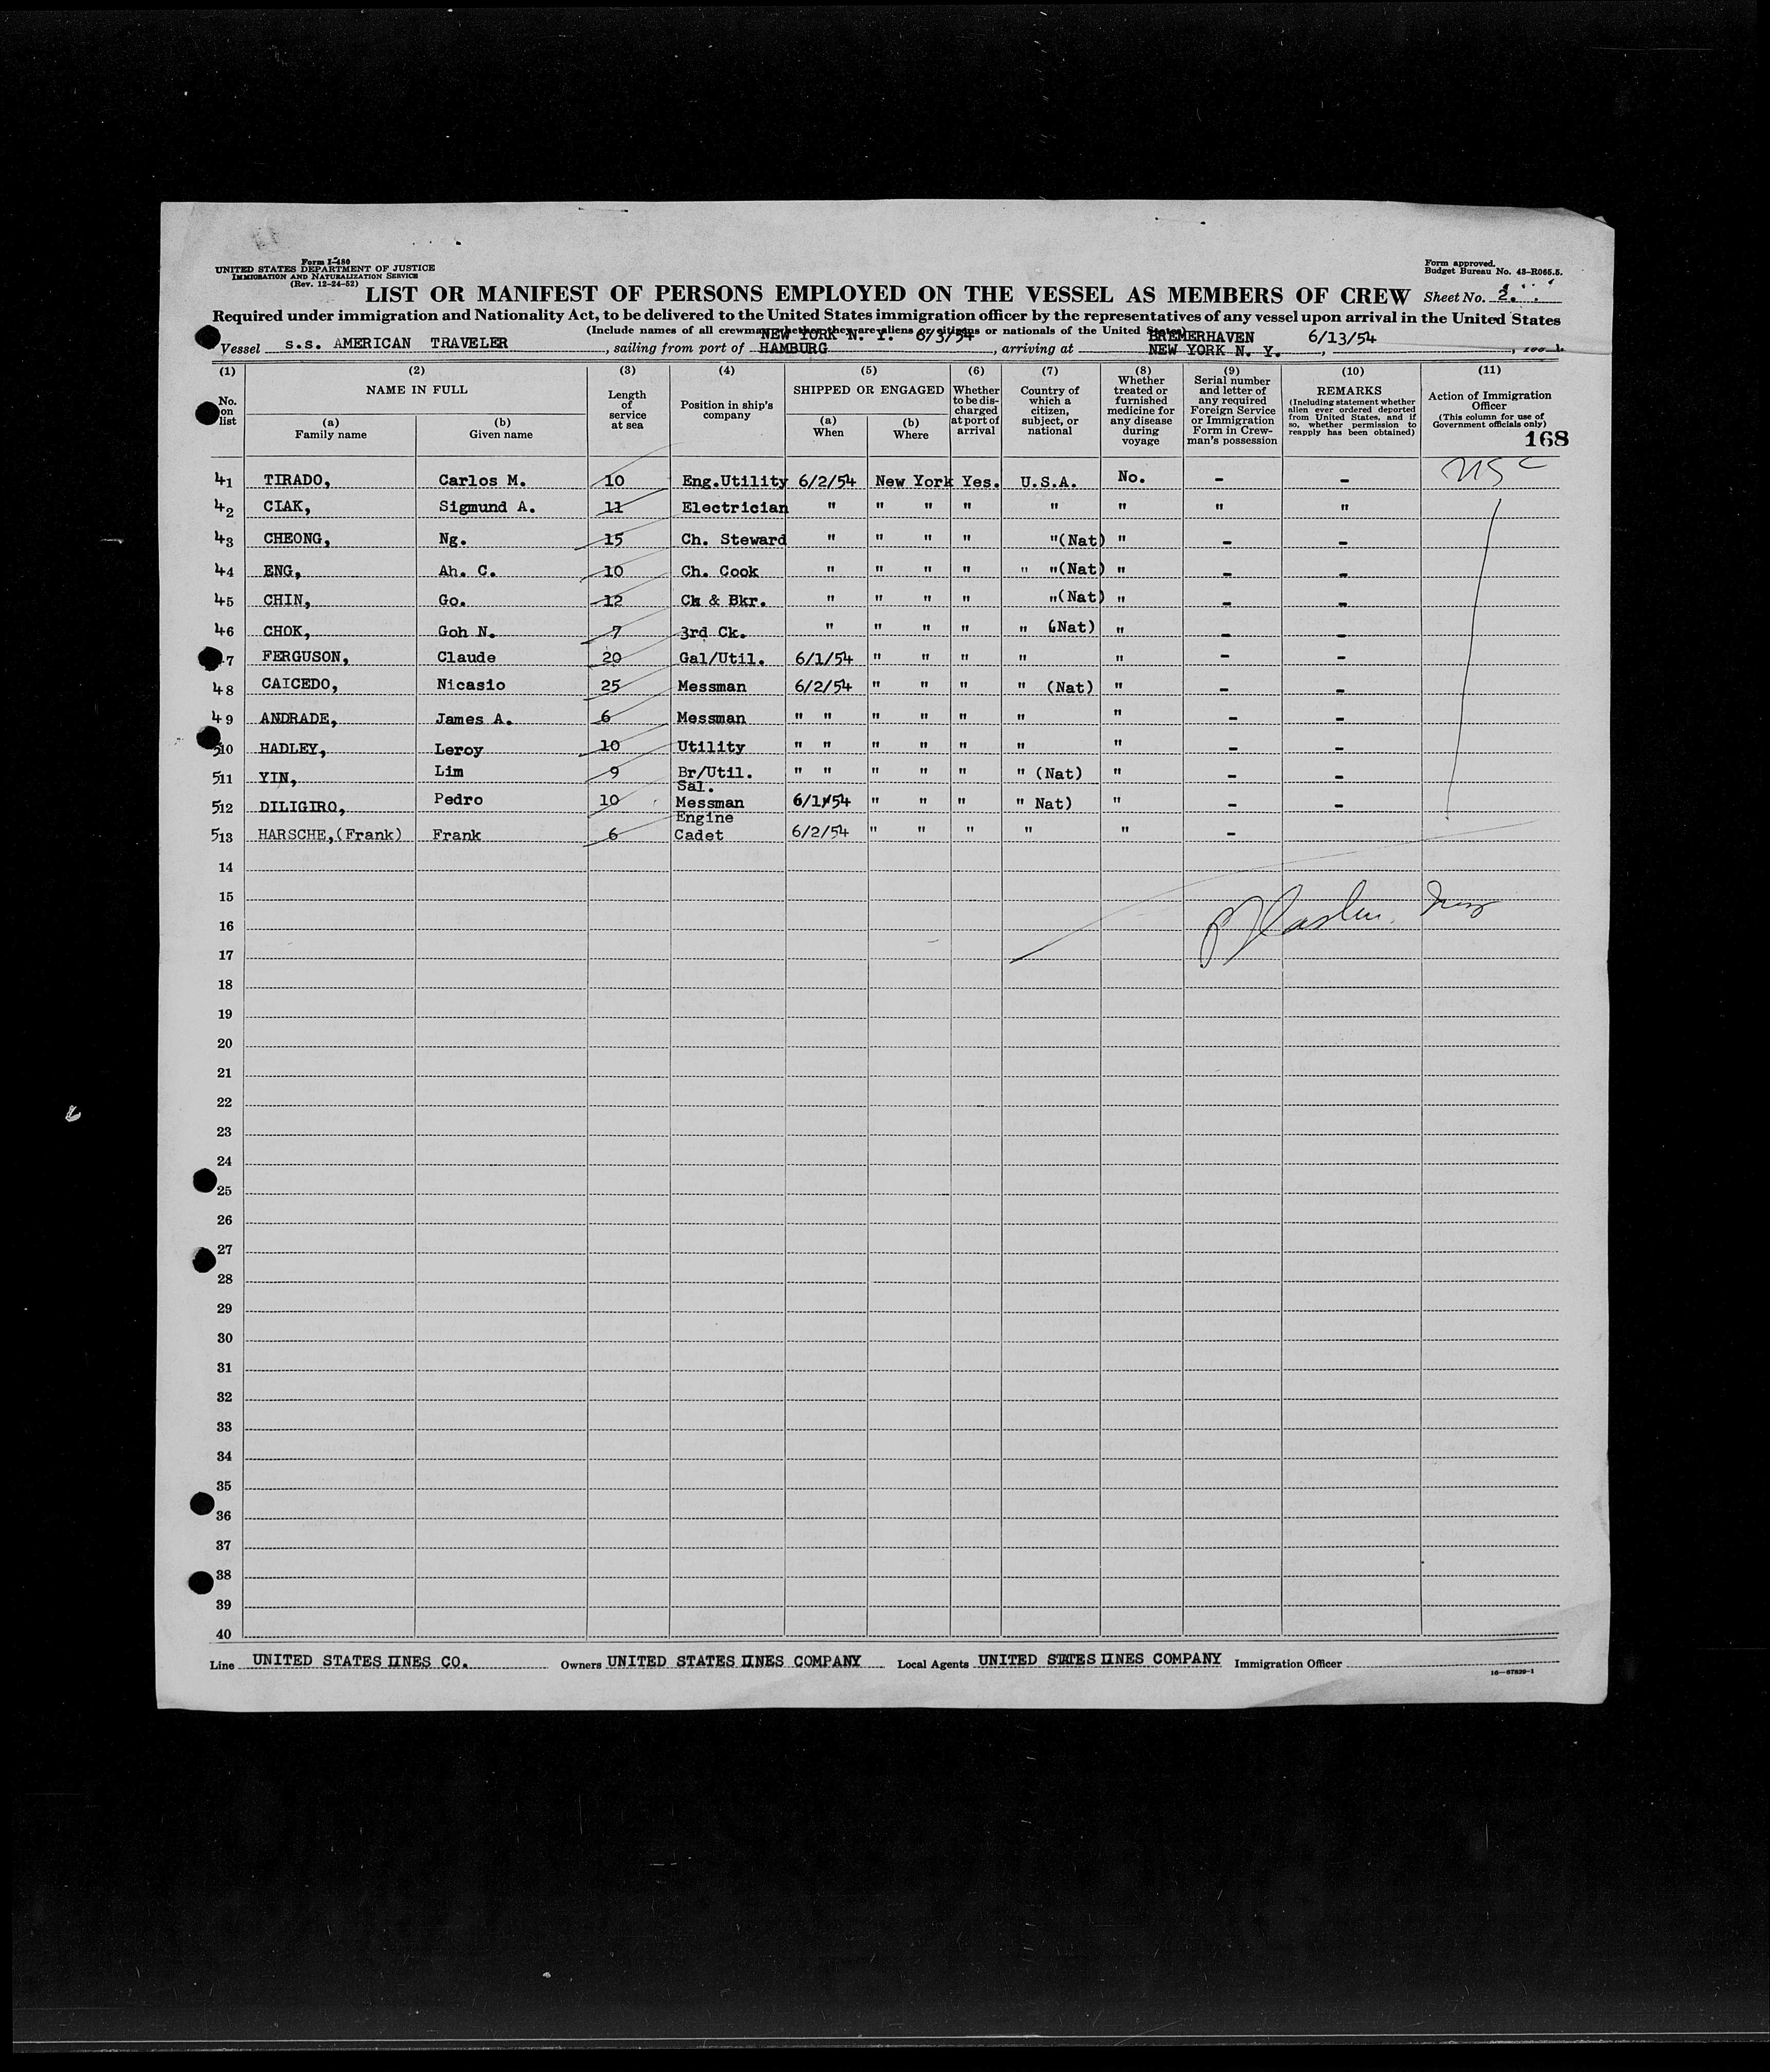 Form I-480
UNITED STATES DEPARTMENT OF JUSTICE
IMMIGRATION AND NATURALIZATION SERVICE
(Rev. 12-24-52)
Form approved.
Budget Bureau No. 43-R065.5.
LIST OR MANIFEST OF PERSONS EMPLOYED ON THE VESSEL AS MEMBERS OF CREW Sheet No. 2.
Required under immigration and Nationality Act, to be delivered to the United States immigration officer by the representatives of any vessel upon arrival in the United States
(Include names of all crewmen whether they are aliens or citizens or nationals of the United States)
NEW YORK N. Y. 6/3/54 BREMERHAVEN 6/13/54
Vessel S.S. AMERICAN TRAVELER, sailing from port of HAMBURG, arriving at NEW YORK N. Y.,
(1) (2) (3) (4) (5) (6) (7) (8) (9) (10) (11)
No. on list
NAME IN FULL
(a) Family name
(b) Given name
Length of service at sea
Position in ship's company
SHIPPED OR ENGAGED
(a) When
(b) Where
Whether to be discharged at port of arrival
Country of which a citizen, subject, or national
Whether treated or furnished medicine for any disease during voyage
Serial number and letter of any required Foreign Service or Immigration Form in Crewman's possession
REMARKS
(Including statement whether alien ever ordered deported from United States, and if so, whether permission to reapply has been obtained)
Action of Immigration Officer
(This column for use of Government officials only)
168
41 TIRADO, Carlos M. 10 Eng.Utility 6/2/54 New York Yes. U.S.A. No. - - USC
42 CIAK, Sigmund A. 11 Electrician " " " " " " " "
43 CHEONG, Ng. 15 Ch. Steward " " " " "(Nat) " - -
44 ENG, Ah. C. 10 Ch. Cook " " " " " "(Nat) " - -
45 CHIN, Go. 12 Ck & Bkr. " " " " "(Nat) " - -
46 CHOK, Goh N. 7 3rd Ck. " " " " " (Nat) " - -
47 FERGUSON, Claude 20 Gal/Util. 6/1/54 " " " " " - -
48 CAICEDO, Nicasio 25 Messman 6/2/54 " " " " (Nat) " - -
49 ANDRADE, James A. 6 Messman " " " " " " " - -
510 HADLEY, Leroy 10 Utility " " " " " " " - -
511 YIN, Lim 9 Br/Util. " " " " " " (Nat) " - -
512 DILIGIRO, Pedro 10 Sal. Messman 6/1/54 " " " " Nat) " - -
513 HARSCHE,(Frank) Frank 6 Engine Cadet 6/2/54 " " " " " -
14
15
16
17
18
19
20
21
22
23
24
25
26
27
28
29
30
31
32
33
34
35
36
37
38
39
40
Line UNITED STATES LINES CO. Owners UNITED STATES LINES COMPANY Local Agents UNITED STATES LINES COMPANY Immigration Officer
16—67829-1